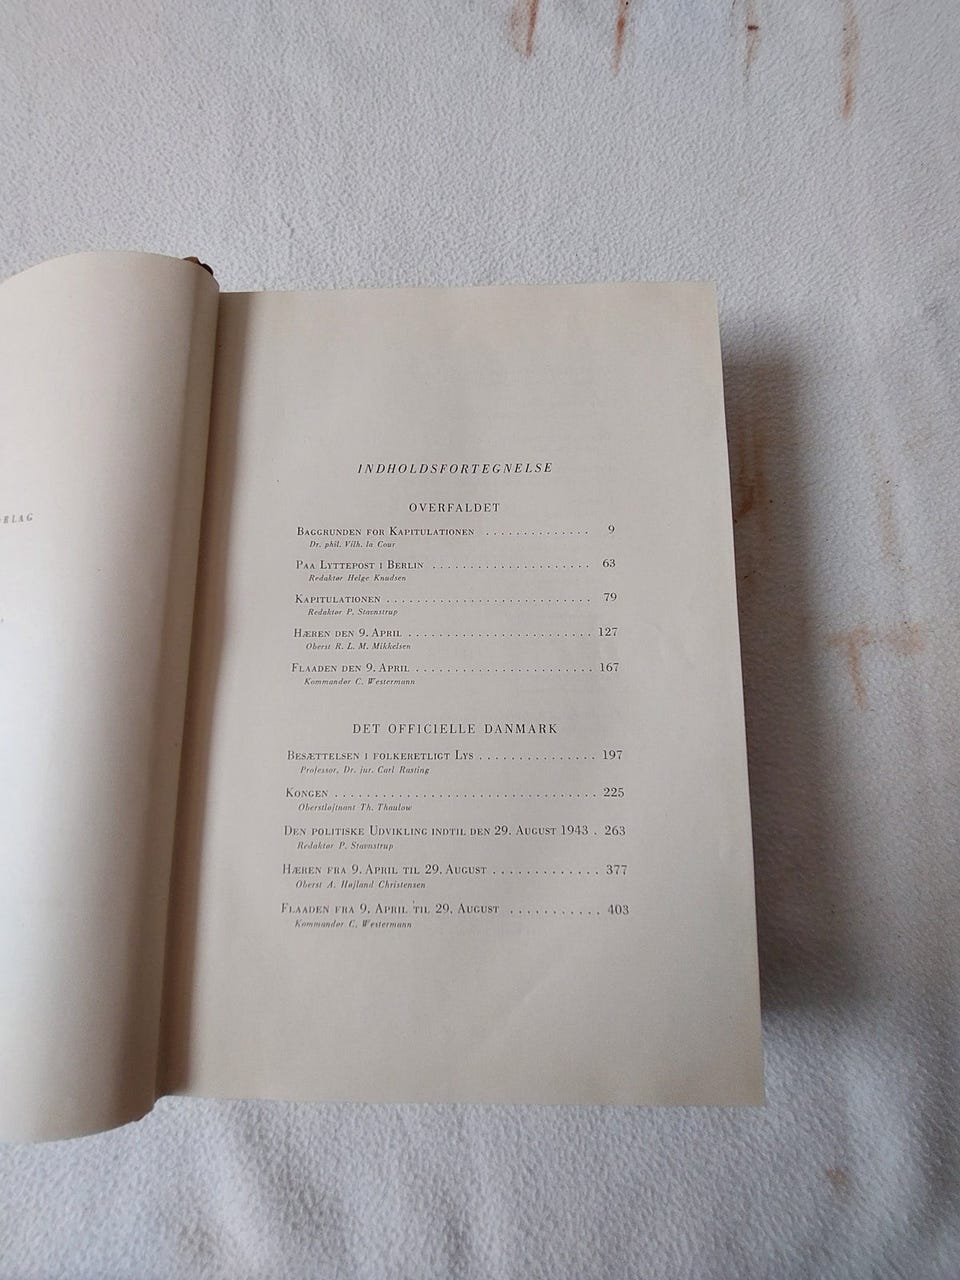 INDHOLDSFORTEGNELSE
OVERFALDET
BAGGRUNDEN FOR KAPITULATIONEN . . . . . . . . . . . . . . 9
Dr. phil. Vilh. la Cour
PAA LYTTEPOST I BERLIN . . . . . . . . . . . . . . . . . . . . . 63
Redaktør Helge Knudsen
KAPITULATIONEN . . . . . . . . . . . . . . . . . . . . . . . . . . . 79
Redaktør P. Stavnstrup
HÆREN DEN 9. APRIL . . . . . . . . . . . . . . . . . . . . . . . . 127
Oberst R. L. M. Mikkelsen
FLAADEN DEN 9. APRIL . . . . . . . . . . . . . . . . . . . . . . . 167
Kommandør C. Westermann
DET OFFICIELLE DANMARK
BESÆTTELSEN I FOLKERETLIGT LYS . . . . . . . . . . . . . . . 197
Professor, Dr. jur. Carl Rasting
KONGEN . . . . . . . . . . . . . . . . . . . . . . . . . . . . . . . . . . 225
Oberstløjtnant Th. Thaulow
DEN POLITISKE UDVIKLING INDTIL DEN 29. AUGUST 1943 . 263
Redaktør P. Stavnstrup
HÆREN FRA 9. APRIL TIL 29. AUGUST . . . . . . . . . . . . . 377
Oberst A. Højland Christensen
FLAADEN FRA 9. APRIL TIL 29. AUGUST . . . . . . . . . . . 403
Kommandør C. Westermann